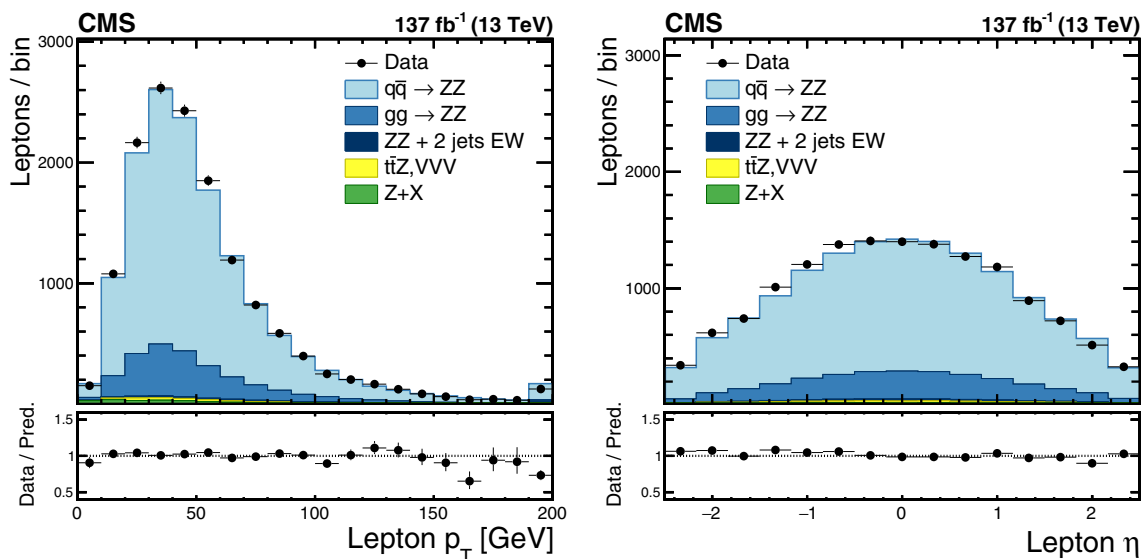 CMS 137 fb⁻¹ (13 TeV)
Leptons / bin
3000
2000
1000
Data
qq̅ → ZZ
gg → ZZ
ZZ + 2 jets EW
tt̅Z,VVV
Z+X
Data / Pred.
1.5
1
0.5
0 50 100 150 200
Lepton p_T [GeV]
CMS 137 fb⁻¹ (13 TeV)
Leptons / bin
3000
2000
1000
Data
qq̅ → ZZ
gg → ZZ
ZZ + 2 jets EW
tt̅Z,VVV
Z+X
Data / Pred.
1.5
1
0.5
−2 −1 0 1 2
Lepton η